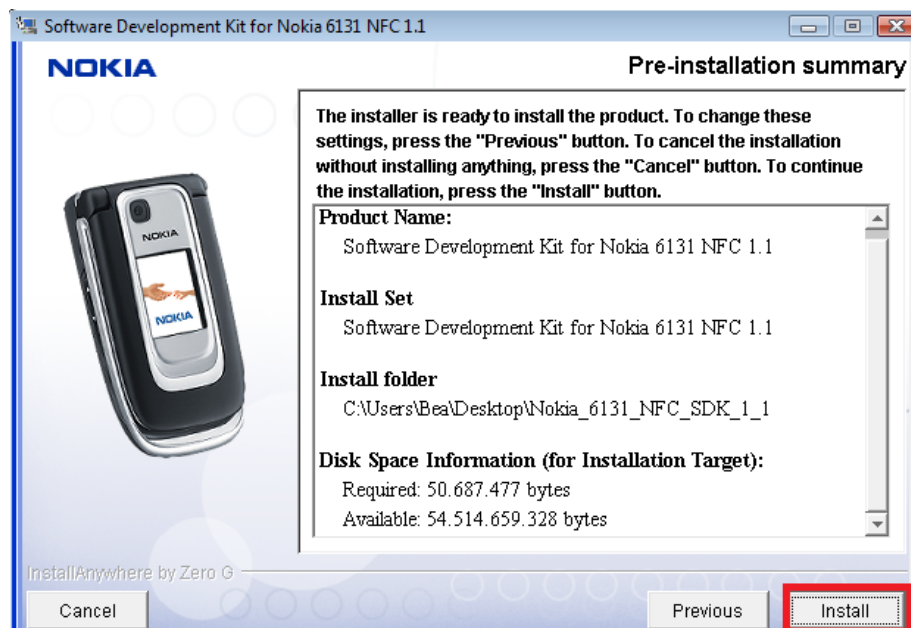 Software Development Kit for Nokia 6131 NFC 1.1
NOKIA
Pre-installation summary
The installer is ready to install the product. To change these
settings, press the "Previous" button. To cancel the installation
without installing anything, press the "Cancel" button. To continue
the installation, press the "Install" button.
NOKIA
NOKIA
Product Name:
Software Development Kit for Nokia 6131 NFC 1.1
Install Set
Software Development Kit for Nokia 6131 NFC 1.1
Install folder
C:\Users\Bea\Desktop\Nokia_6131_NFC_SDK_1_1
Disk Space Information (for Installation Target):
Required: 50.687.477 bytes
Available: 54.514.659.328 bytes
InstallAnywhere by Zero G
Cancel
Previous
Install